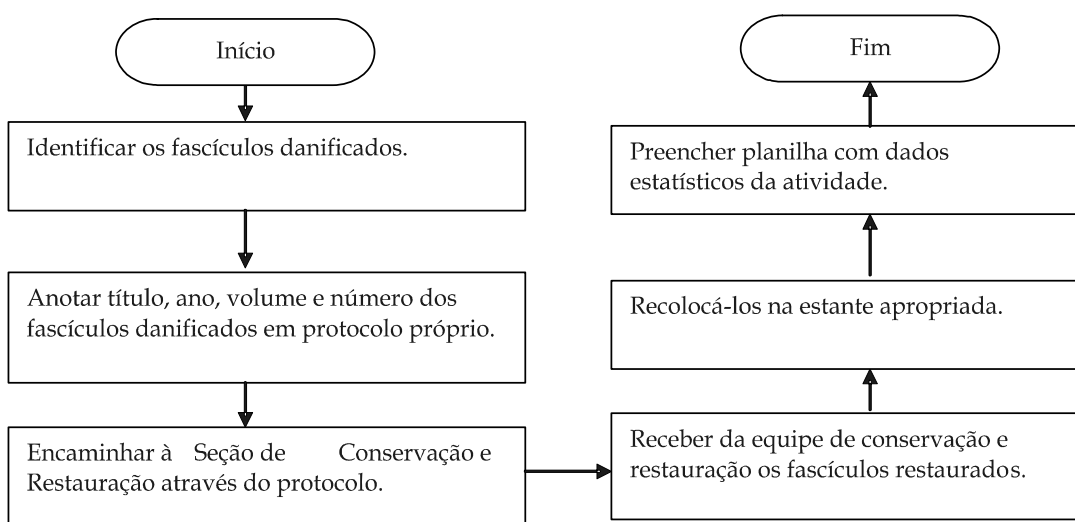 Início
Identificar os fascículos danificados.
Anotar título, ano, volume e número dos
fascículos danificados em protocolo próprio.
Encaminhar à Seção de Conservação e
Restauração através do protocolo.
Receber da equipe de conservação e
restauração os fascículos restaurados.
Recolocá-los na estante apropriada.
Preencher planilha com dados
estatísticos da atividade.
Fim